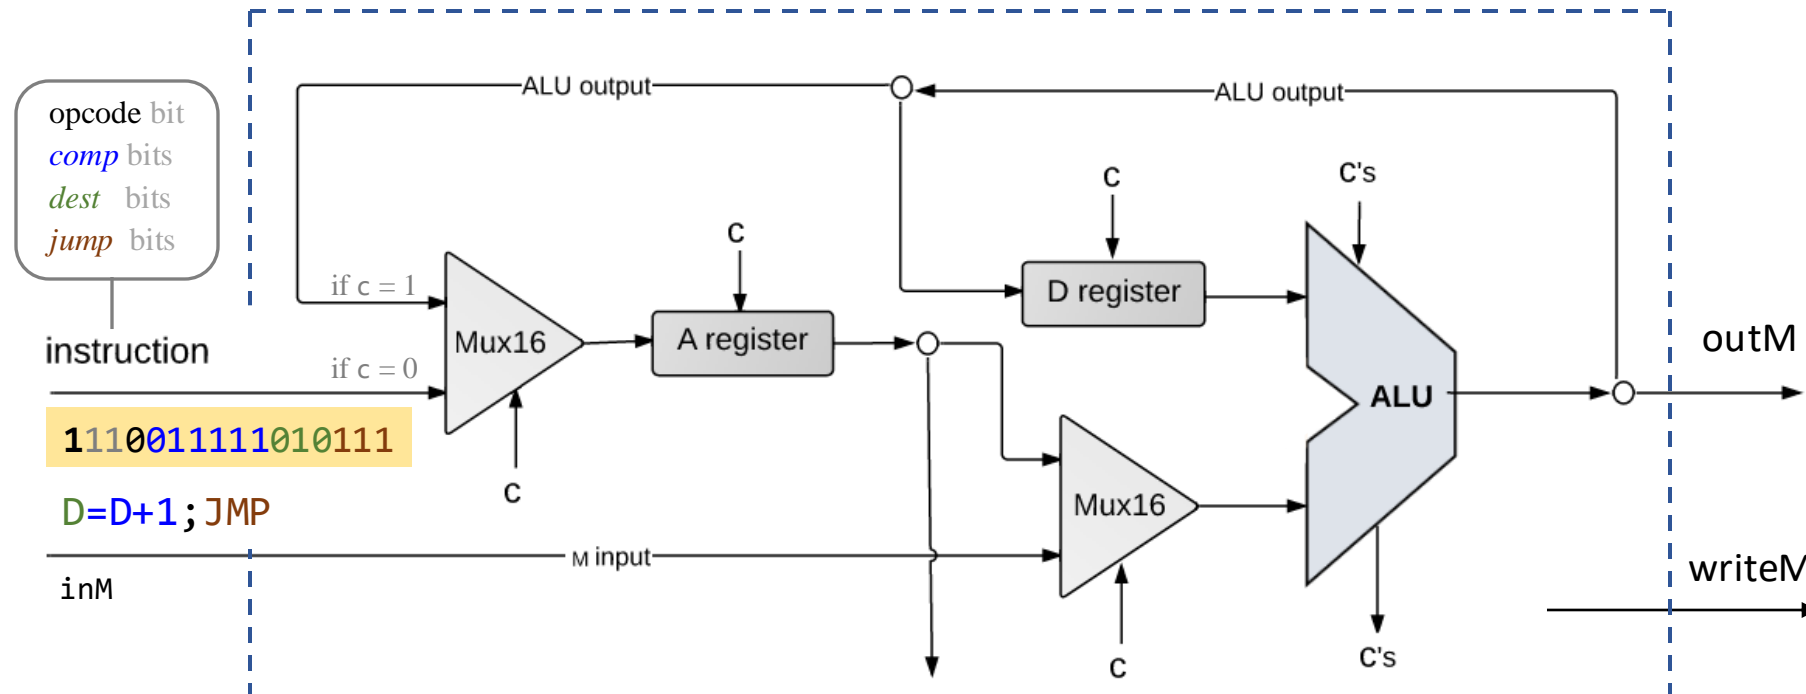 ALU output
ALU output
opcode bit
comp bits
dest bits
jump bits
c
c's
c
if c = 1
D register
Mux16
A register
instruction
if c = 0
outM
ALU
1110011111010111
c
Mux16
D=D+1;JMP
M input
inM
writeM
c
c's